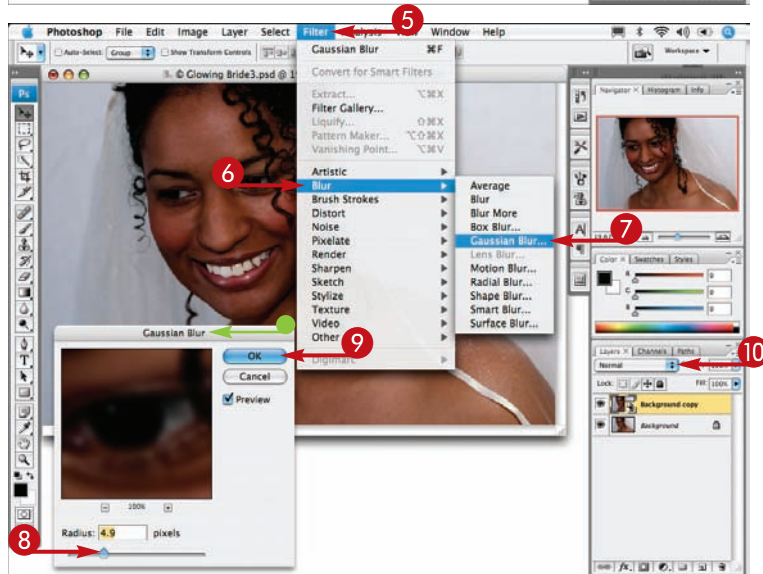 Photoshop File Edit Image Layer Select Filter Window Help
5
Auto-Select: Group Show Transform Controls
Workspace
© Glowing Bride3.psd @
Gaussian Blur ⌘F
Convert for Smart Filters
Extract... ⌥⌘X
Filter Gallery...
Liquify... ⇧⌘X
Pattern Maker... ⌥⇧⌘X
Vanishing Point... ⌥⌘V
Artistic
6
Blur
Brush Strokes
Distort
Noise
Pixelate
Render
Sharpen
Sketch
Stylize
Texture
Video
Other
Digimarc
Average
Blur
Blur More
Box Blur...
7
Gaussian Blur...
Lens Blur...
Motion Blur...
Radial Blur...
Shape Blur...
Smart Blur...
Surface Blur...
Gaussian Blur
9
OK
Cancel
Preview
100%
Radius: 4.9 pixels
8
Ps
Navigator × Histogram Info
Color × Swatches Styles
R 0
G 0
B 0
Layers × Channels Paths
10
Normal
Lock: Fill: 100%
Background copy
Background